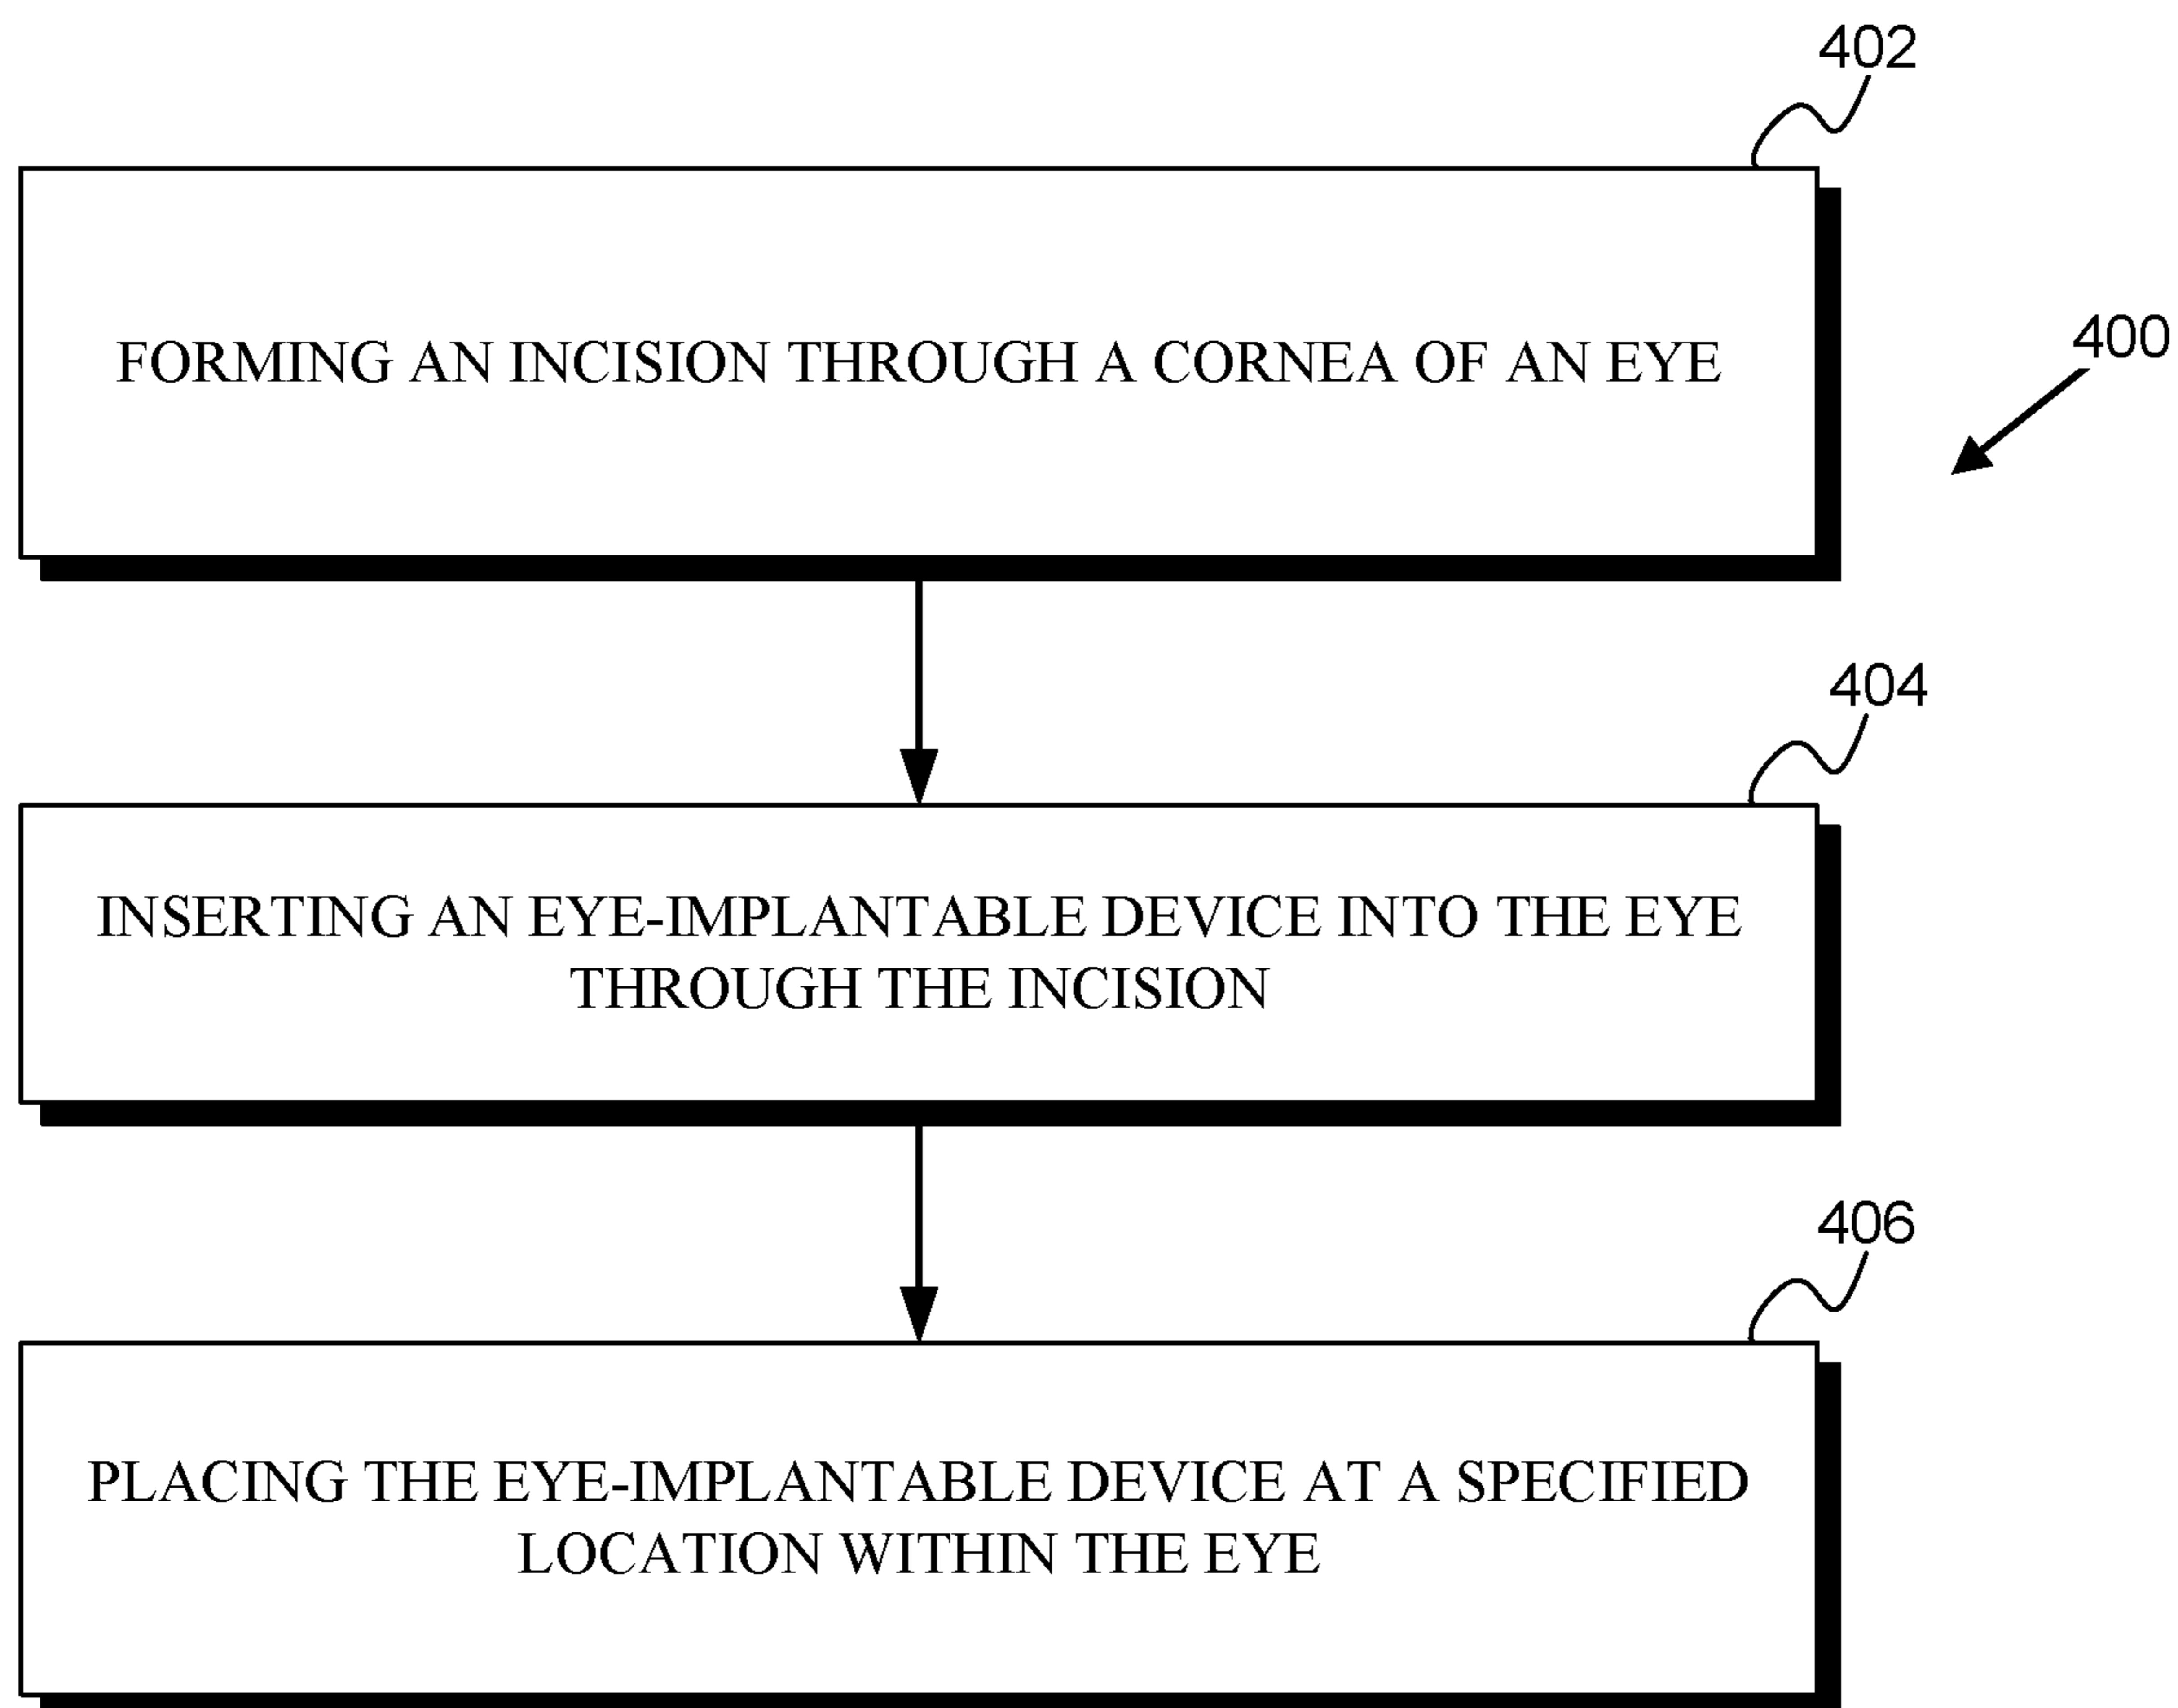 402
FORMING AN INCISION THROUGH A CORNEA OF AN EYE
400
404
INSERTING AN EYE-IMPLANTABLE DEVICE INTO THE EYE
THROUGH THE INCISION
406
PLACING THE EYE-IMPLANTABLE DEVICE AT A SPECIFIED
LOCATION WITHIN THE EYE